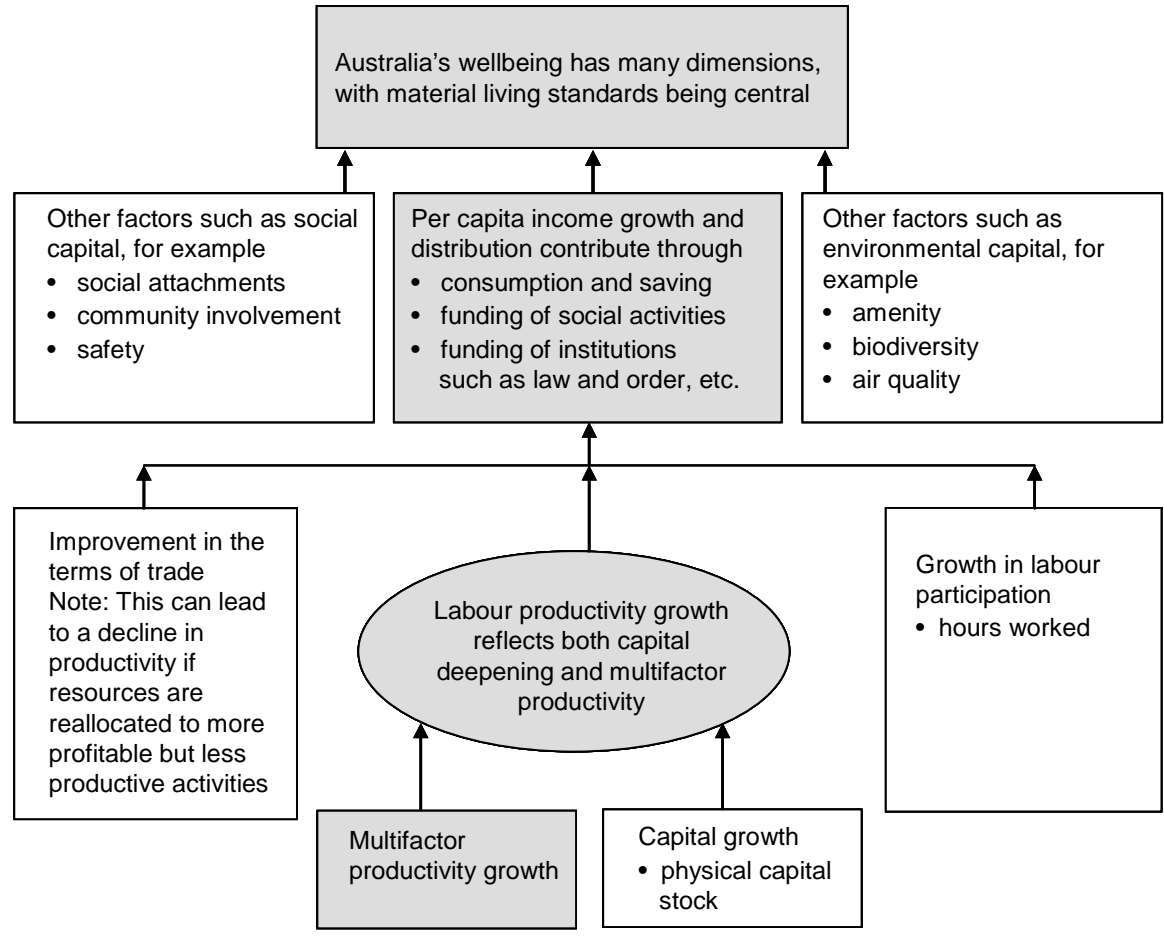 Australia’s wellbeing has many dimensions,
with material living standards being central
Other factors such as social
capital, for example
• social attachments
• community involvement
• safety
Per capita income growth and
distribution contribute through
• consumption and saving
• funding of social activities
• funding of institutions
such as law and order, etc.
Other factors such as
environmental capital, for
example
• amenity
• biodiversity
• air quality
Improvement in the
terms of trade
Note: This can lead
to a decline in
productivity if
resources are
reallocated to more
profitable but less
productive activities
Labour productivity growth
reflects both capital
deepening and multifactor
productivity
Growth in labour
participation
• hours worked
Multifactor
productivity growth
Capital growth
• physical capital
stock